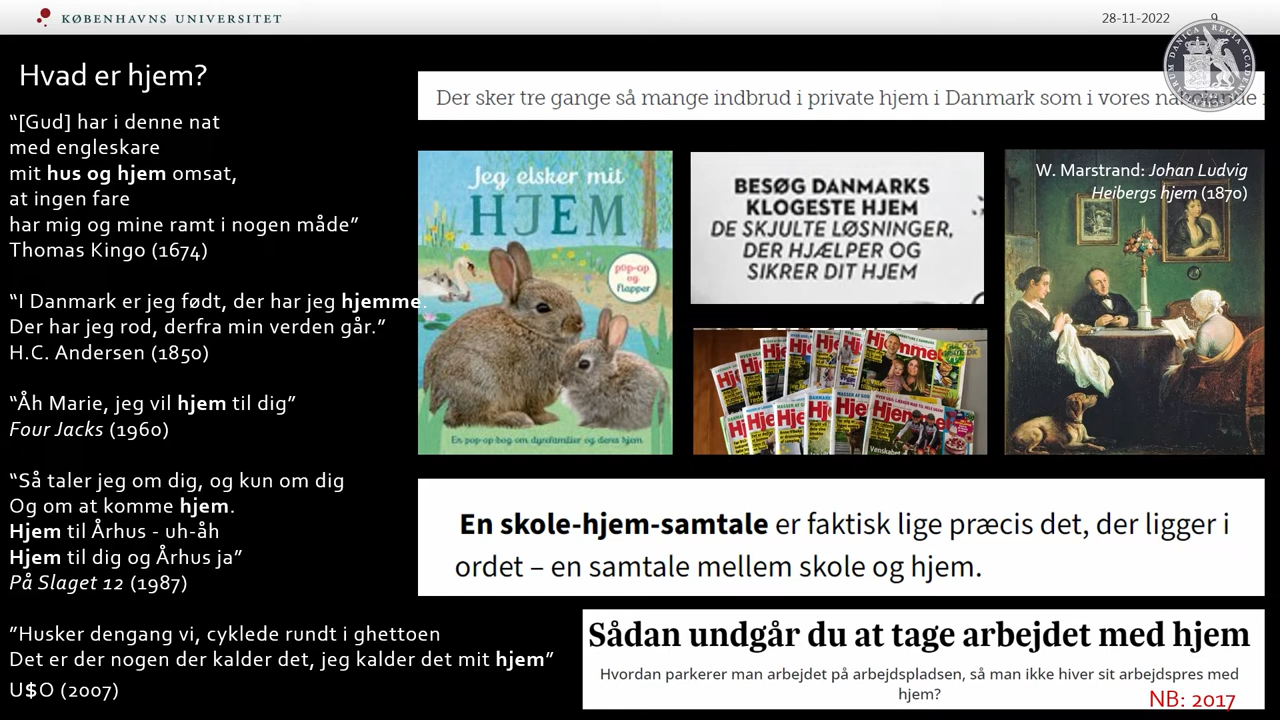 KØBENHAVNS UNIVERSITET
28-11-2022
9
Hvad er hjem?
“[Gud] har i denne nat
med engleskare
mit hus og hjem omsat,
at ingen fare
har mig og mine ramt i nogen måde”
Thomas Kingo (1674)
“I Danmark er jeg født, der har jeg hjemme.
Der har jeg rod, derfra min verden går.”
H.C. Andersen (1850)
“Åh Marie, jeg vil hjem til dig”
Four Jacks (1960)
“Så taler jeg om dig, og kun om dig
Og om at komme hjem.
Hjem til Århus - uh-åh
Hjem til dig og Århus ja”
På Slaget 12 (1987)
”Husker dengang vi, cyklede rundt i ghettoen
Det er der nogen der kalder det, jeg kalder det mit hjem”
U$O (2007)
Der sker tre gange så mange indbrud i private hjem i Danmark som i vores
Jeg elsker mit
HJEM
pop-op
og
flapper
En pop-op-bog om dyrefamilier og deres hjem
BESØG DANMARKS
KLOGESTE HJEM
DE SKJULTE LØSNINGER,
DER HJÆLPER OG
SIKRER DIT HJEM
W. Marstrand: Johan Ludvig
Heibergs hjem (1870)
En skole-hjem-samtale er faktisk lige præcis det, der ligger i
ordet – en samtale mellem skole og hjem.
Sådan undgår du at tage arbejdet med hjem
Hvordan parkerer man arbejdet på arbejdspladsen, så man ikke hiver sit arbejdspres med
hjem?
NB: 2017